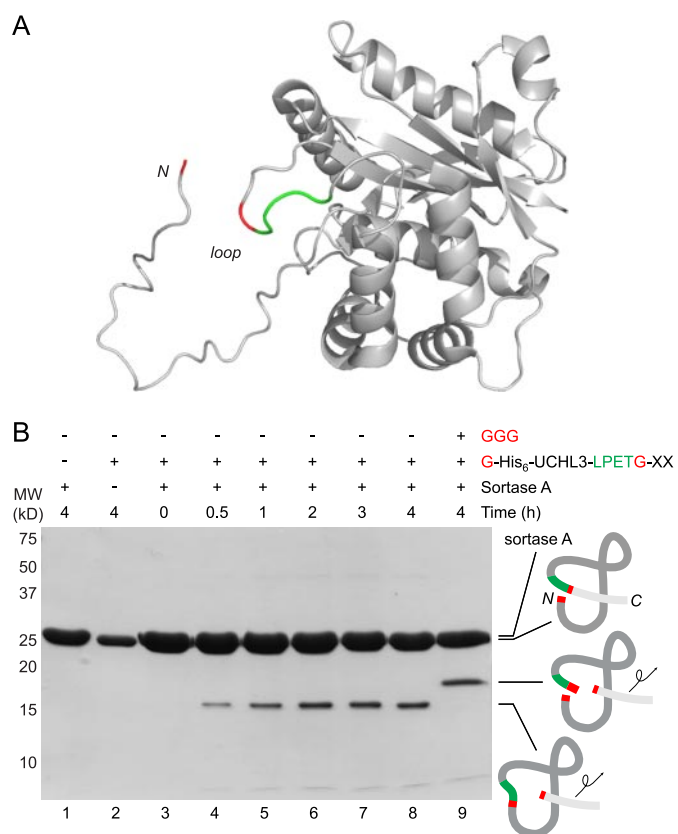 A
N
loop
B
- - - - - - - - + GGG
- + + + + + + + + G-His₆-UCHL3-LPETG-XX
+ - + + + + + + + Sortase A
MW
(kD)
4 4 0 0.5 1 2 3 4 4 Time (h)
75
50
37
25
20
15
10
sortase A
N
C
1 2 3 4 5 6 7 8 9